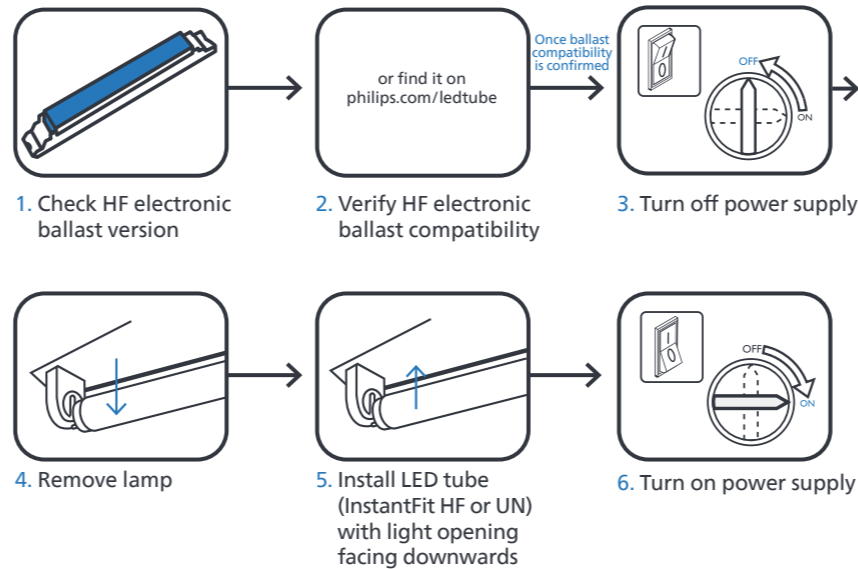 or find it on
philips.com/ledtube
Once ballast
compatibility
is confirmed
OFF
ON
1. Check HF electronic
ballast version
2. Verify HF electronic
ballast compatibility
3. Turn off power supply
OFF
ON
4. Remove lamp
5. Install LED tube
(InstantFit HF or UN)
with light opening
facing downwards
6. Turn on power supply